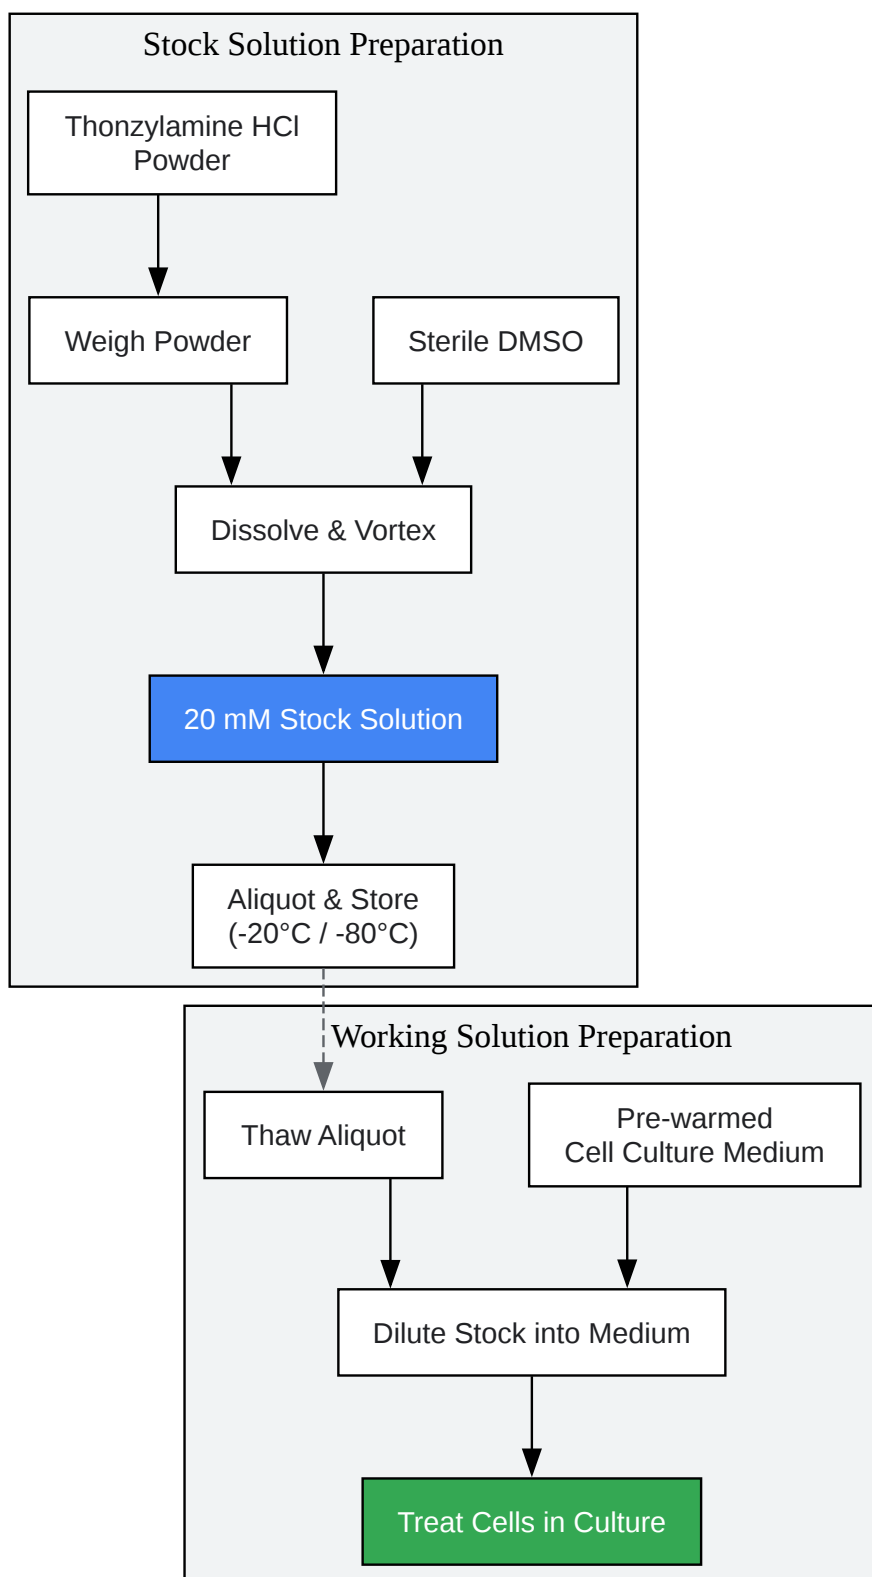 Stock Solution Preparation
Thonzylamine HCl
Powder
Weigh Powder
Sterile DMSO
Dissolve & Vortex
20 mM Stock Solution
Aliquot & Store
(-20°C / -80°C)
Working Solution Preparation
Thaw Aliquot
Pre-warmed
Cell Culture Medium
Dilute Stock into Medium
Treat Cells in Culture